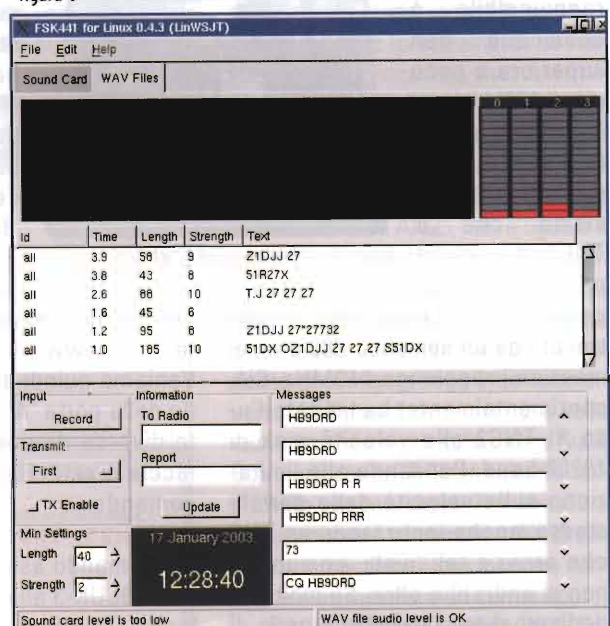 FSK441 for Linux 0.4.3 (LinWSJT)
File Edit Help
Sound Card WAV Files
0 1 2 3
Id Time Length Strength Text
all 3.9 58 9 Z1DJJ 27
all 3.8 43 8 51R27X
all 2.6 88 10 T.J 27 27 27
all 1.6 45 6
all 1.2 95 8 Z1DJJ 27*27732
all 1.0 185 10 51DX OZ1DJJ 27 27 27 S51DX
Input Information Messages
Record To Radio HB9DRD
Transmit HB9DRD
First Report HB9DRD R R
TX Enable Update HB9DRD RRR
Min Settings 17 January 2003 73
Length 40
Strength 2 12:28:40 CQ HB9DRD
Sound card level is too low WAV file audio level is OK